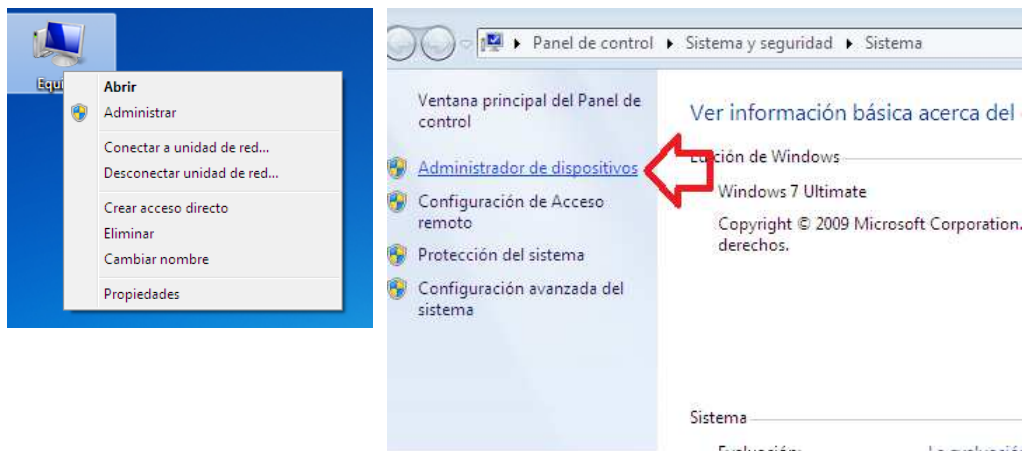 Abrir
Administrar
Conectar a unidad de red...
Desconectar unidad de red...
Crear acceso directo
Eliminar
Cambiar nombre
Propiedades
Panel de control ▸ Sistema y seguridad ▸ Sistema
Ventana principal del Panel de
control
Administrador de dispositivos
Configuración de Acceso
remoto
Protección del sistema
Configuración avanzada del
sistema
Ver información básica acerca del
Edición de Windows
Windows 7 Ultimate
Copyright © 2009 Microsoft Corporation.
derechos.
Sistema